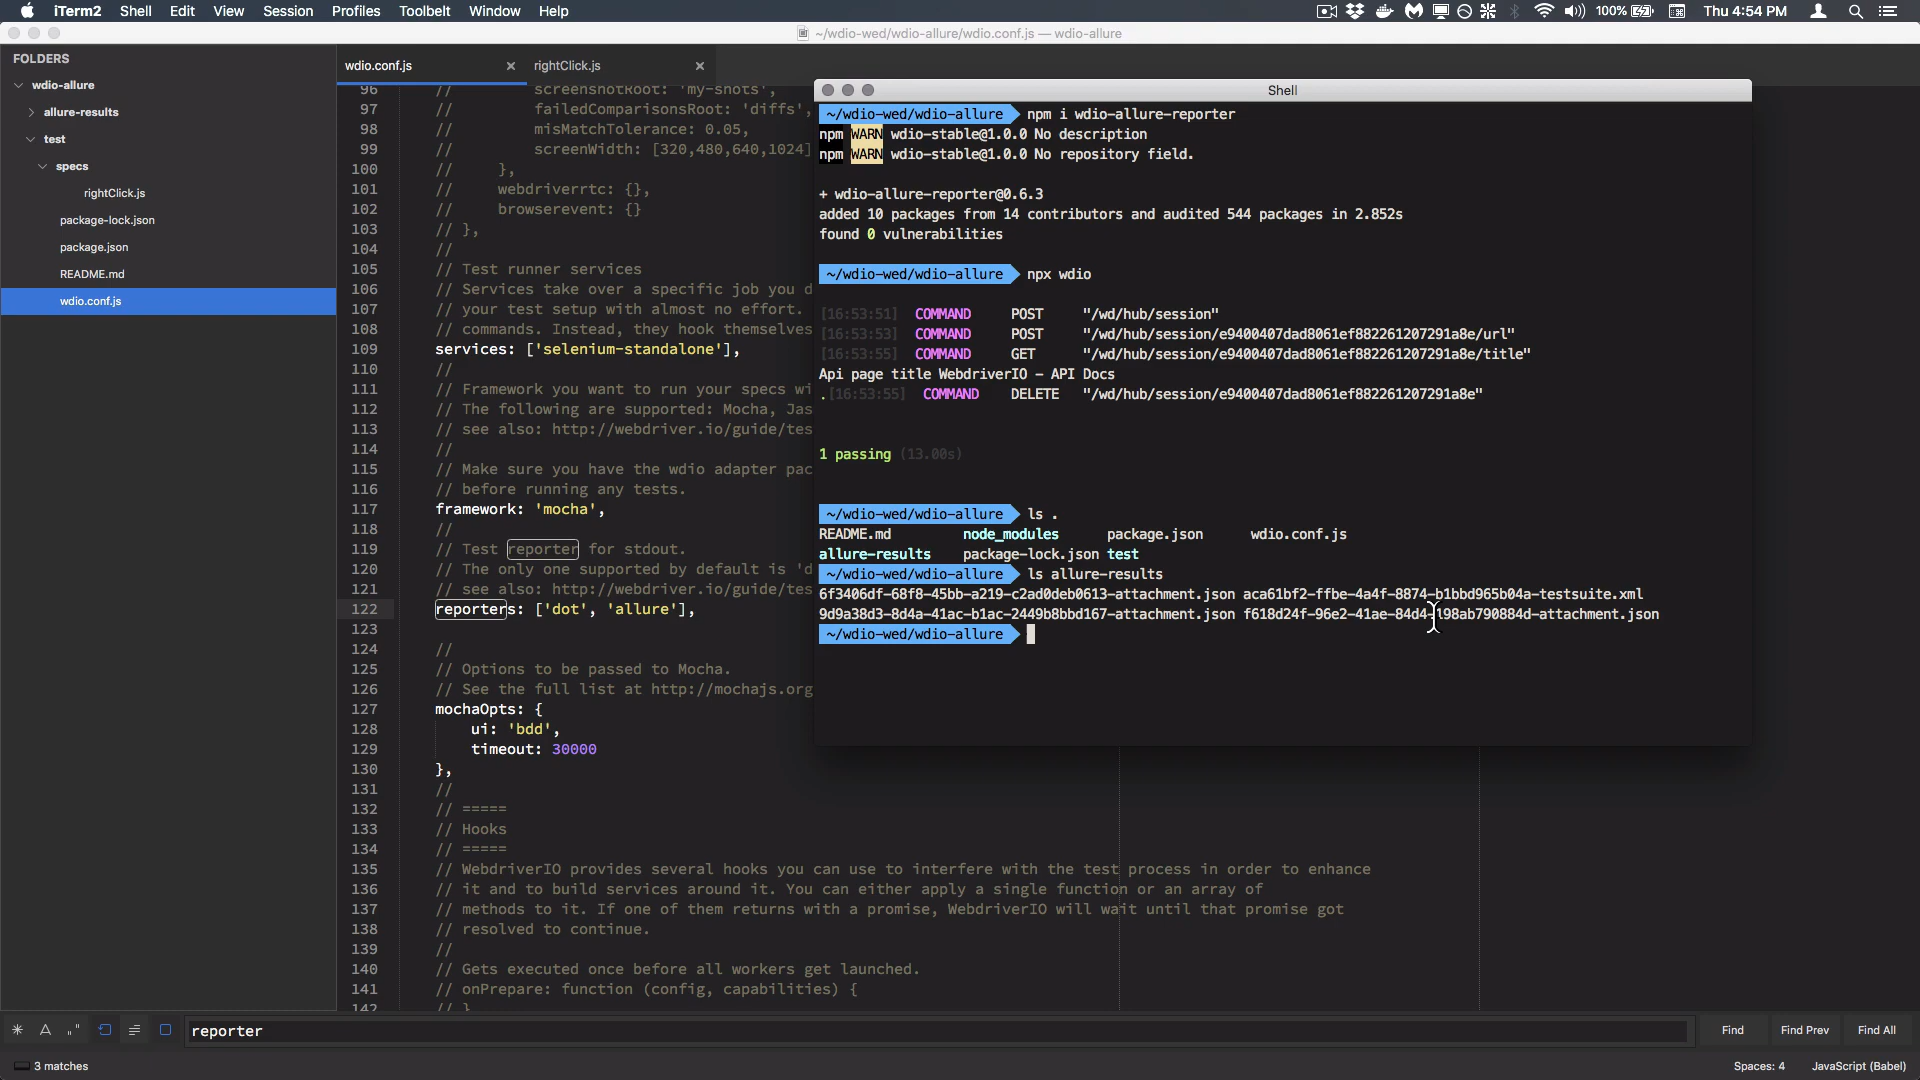 iTerm2 Shell Edit View Session Profiles Toolbelt Window Help 100% Thu 4:54 PM
~/wdio-wed/wdio-allure/wdio.conf.js — wdio-allure
FOLDERS
wdio-allure
allure-results
test
specs
rightClick.js
package-lock.json
package.json
README.md
wdio.conf.js
wdio.conf.js × rightClick.js ×
96 // screenshotRoot: 'my-shots',
97 // failedComparisonsRoot: 'diffs',
98 // misMatchTolerance: 0.05,
99 // screenWidth: [320,480,640,1024]
100 // },
101 // webdriverrtc: {},
102 // browserevent: {}
103 // },
104 //
105 // Test runner services
106 // Services take over a specific job you d
107 // your test setup with almost no effort.
108 // commands. Instead, they hook themselves
109 services: ['selenium-standalone'],
110 //
111 // Framework you want to run your specs wi
112 // The following are supported: Mocha, Jas
113 // see also: http://webdriver.io/guide/tes
114 //
115 // Make sure you have the wdio adapter pac
116 // before running any tests.
117 framework: 'mocha',
118 //
119 // Test reporter for stdout.
120 // The only one supported by default is 'd
121 // see also: http://webdriver.io/guide/tes
122 reporters: ['dot', 'allure'],
123
124 //
125 // Options to be passed to Mocha.
126 // See the full list at http://mochajs.org
127 mochaOpts: {
128 ui: 'bdd',
129 timeout: 30000
130 },
131 //
132 // =====
133 // Hooks
134 // =====
135 // WebdriverIO provides several hooks you can use to interfere with the test process in order to enhance
136 // it and to build services around it. You can either apply a single function or an array of
137 // methods to it. If one of them returns with a promise, WebdriverIO will wait until that promise got
138 // resolved to continue.
139 //
140 // Gets executed once before all workers get launched.
141 // onPrepare: function (config, capabilities) {
142 // }
Shell
~/wdio-wed/wdio-allure npm i wdio-allure-reporter
npm WARN wdio-stable@1.0.0 No description
npm WARN wdio-stable@1.0.0 No repository field.
+ wdio-allure-reporter@0.6.3
added 10 packages from 14 contributors and audited 544 packages in 2.852s
found 0 vulnerabilities
~/wdio-wed/wdio-allure npx wdio
[16:53:51] COMMAND POST "/wd/hub/session"
[16:53:53] COMMAND POST "/wd/hub/session/e9400407dad8061ef882261207291a8e/url"
[16:53:55] COMMAND GET "/wd/hub/session/e9400407dad8061ef882261207291a8e/title"
Api page title WebdriverIO - API Docs
.[16:53:55] COMMAND DELETE "/wd/hub/session/e9400407dad8061ef882261207291a8e"
1 passing (13.00s)
~/wdio-wed/wdio-allure ls .
README.md node_modules package.json wdio.conf.js
allure-results package-lock.json test
~/wdio-wed/wdio-allure ls allure-results
6f3406df-68f8-45bb-a219-c2ad0deb0613-attachment.json aca61bf2-ffbe-4a4f-8874-b1bbd965b04a-testsuite.xml
9d9a38d3-8d4a-41ac-b1ac-2449b8bbd167-attachment.json f618d24f-96e2-41ae-84d4-198ab790884d-attachment.json
~/wdio-wed/wdio-allure
reporter Find Find Prev Find All
3 matches Spaces: 4 JavaScript (Babel)